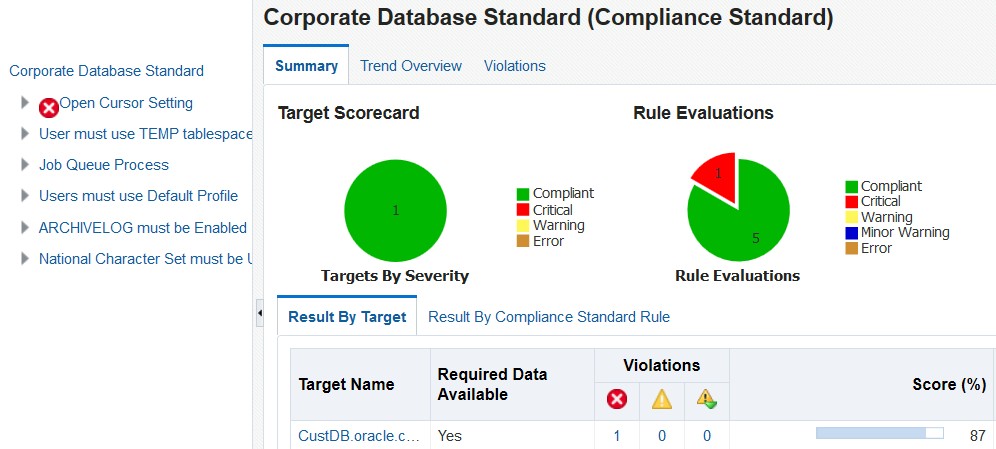 Corporate Database Standard (Compliance Standard)
Summary
Trend Overview
Violations
Corporate Database Standard
Open Cursor Setting
User must use TEMP tablespace
Job Queue Process
Users must use Default Profile
ARCHIVELOG must be Enabled
National Character Set must be
Target Scorecard
1
Compliant
Critical
Warning
Error
Targets By Severity
Rule Evaluations
1
5
Compliant
Critical
Warning
Minor Warning
Error
Rule Evaluations
Result By Target
Result By Compliance Standard Rule
Target Name
Required Data
Available
Violations
Score (%)
CustDB.oracle.c...
Yes
1
0
0
87